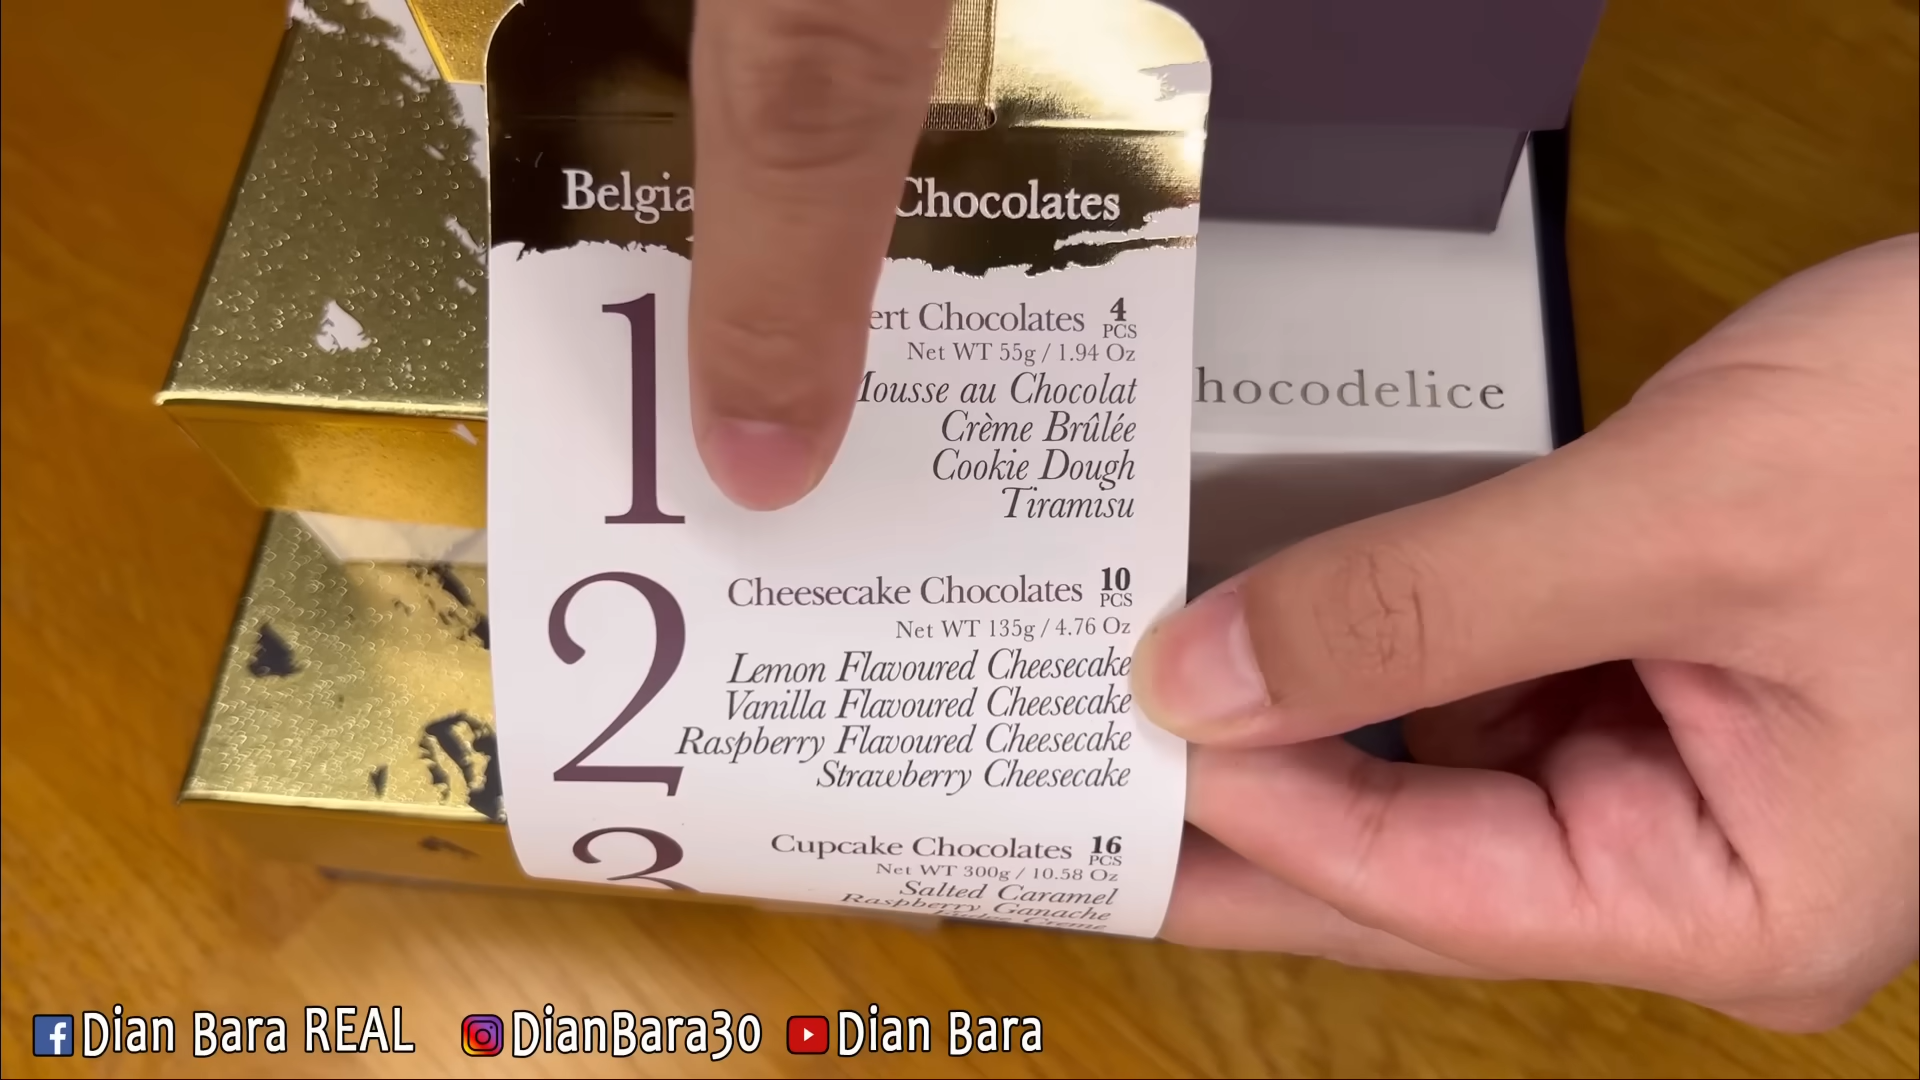 Belgia Chocolates
1
ert Chocolates 4 PCS
Net WT 55g / 1.94 Oz
Mousse au Chocolat
Crème Brûlée
Cookie Dough
Tiramisu
hocodelice
2
Cheesecake Chocolates 10 PCS
Net WT 135g / 4.76 Oz
Lemon Flavoured Cheesecake
Vanilla Flavoured Cheesecake
Raspberry Flavoured Cheesecake
Strawberry Cheesecake
3
Cupcake Chocolates 16 PCS
Net WT 300g / 10.58 Oz
Salted Caramel
Raspberry Ganache
Creme
Dian Bara REAL DianBara30 Dian Bara